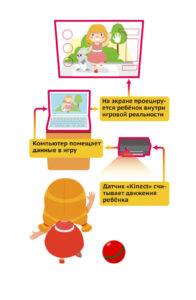 На экране проециру-
ется ребёнок внутри
игровой реальности
Компьютер помещает
данные в игру
Датчик «Kinect» счи-
тывает движения
ребёнка